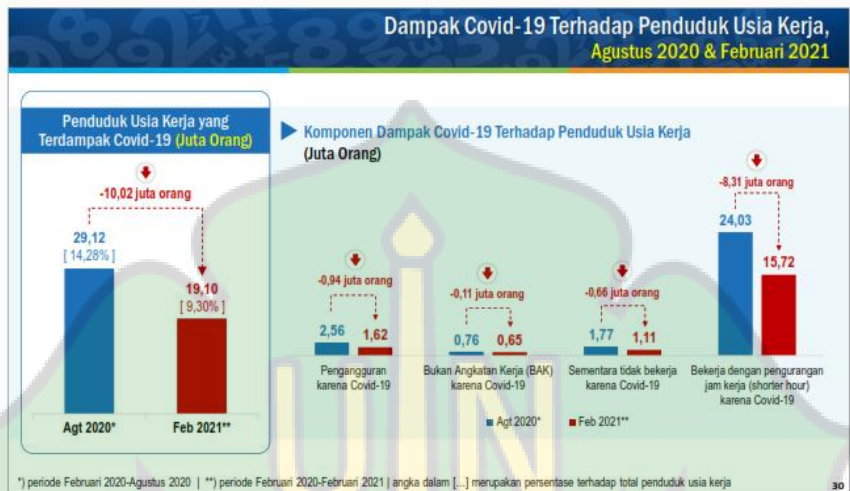 Dampak Covid-19 Terhadap Penduduk Usia Kerja,
Agustus 2020 & Februari 2021
Penduduk Usia Kerja yang
Terdampak Covid-19 (Juta Orang)
-10,02 juta orang
29,12
[ 14,28% ]
19,10
[ 9,30% ]
Agt 2020*
Feb 2021**
Komponen Dampak Covid-19 Terhadap Penduduk Usia Kerja
(Juta Orang)
-0,94 juta orang
2,56
1,62
Pengangguran
karena Covid-19
-0,11 juta orang
0,76
0,65
Bukan Angkatan Kerja (BAK)
karena Covid-19
-0,66 juta orang
1,77
1,11
Sementara tidak bekerja
karena Covid-19
-8,31 juta orang
24,03
15,72
Bekerja dengan pengurangan
jam kerja (shorter hour)
karena Covid-19
Agt 2020*
Feb 2021**
*) periode Februari 2020-Agustus 2020 | **) periode Februari 2020-Februari 2021 | angka dalam [...] merupakan persentase terhadap total penduduk usia kerja
30
UIN